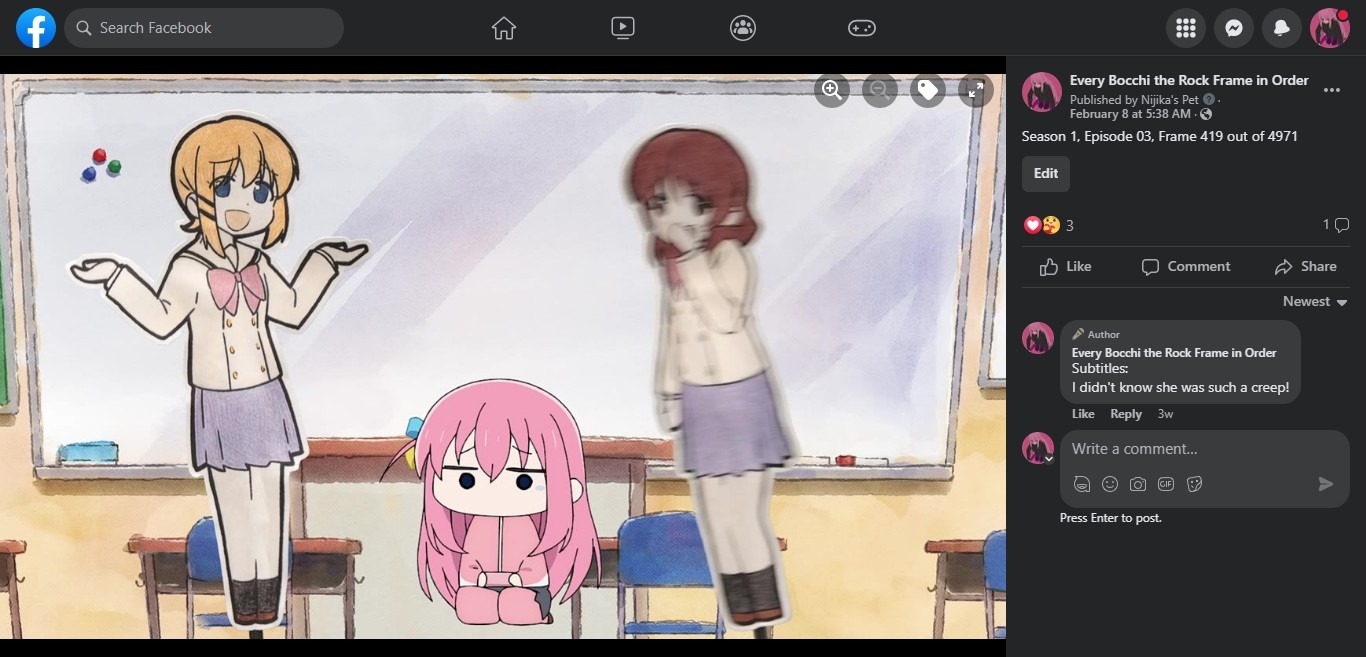 Search Facebook
Every Bocchi the Rock Frame in Order
Published by Nijika's Pet ·
February 8 at 5:38 AM ·
Season 1, Episode 03, Frame 419 out of 4971
Edit
3
1
Like Comment Share
Newest
Author
Every Bocchi the Rock Frame in Order
Subtitles:
I didn't know she was such a creep!
Like Reply 3w
Write a comment...
GIF
Press Enter to post.